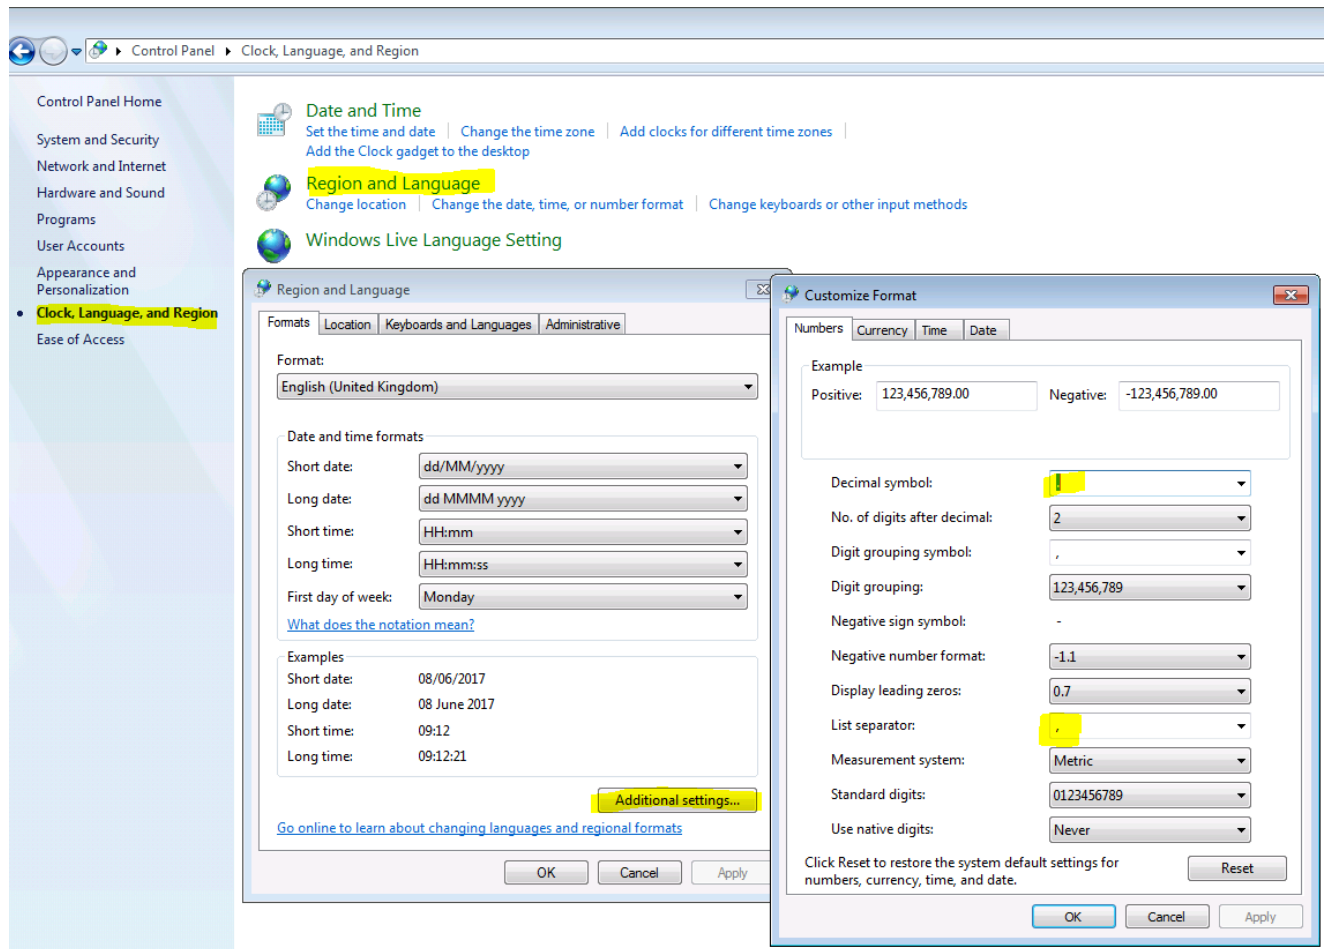 Control Panel
Clock, Language, and Region
Control Panel Home
System and Security
Network and Internet
Hardware and Sound
Programs
User Accounts
Appearance and
Personalization
Clock, Language, and Region
Ease of Access
Date and Time
Set the time and date
Change the time zone
Add clocks for different time zones
Add the Clock gadget to the desktop
Region and Language
Change location
Change the date, time, or number format
Change keyboards or other input methods
Windows Live Language Setting
Region and Language
Formats
Location
Keyboards and Languages
Administrative
Format:
English (United Kingdom)
Date and time formats
Short date: dd/MM/yyyy
Long date: dd MMMM yyyy
Short time: HH:mm
Long time: HH:mm:ss
First day of week: Monday
What does the notation mean?
Examples
Short date: 08/06/2017
Long date: 08 June 2017
Short time: 09:12
Long time: 09:12:21
Additional settings...
Go online to learn about changing languages and regional formats
OK
Cancel
Apply
Customize Format
Numbers
Currency
Time
Date
Example
Positive: 123,456,789.00
Negative: -123,456,789.00
Decimal symbol: .
No. of digits after decimal: 2
Digit grouping symbol: ,
Digit grouping: 123,456,789
Negative sign symbol: -
Negative number format: -1.1
Display leading zeros: 0.7
List separator: ,
Measurement system: Metric
Standard digits: 0123456789
Use native digits: Never
Click Reset to restore the system default settings for
numbers, currency, time, and date.
Reset
OK
Cancel
Apply